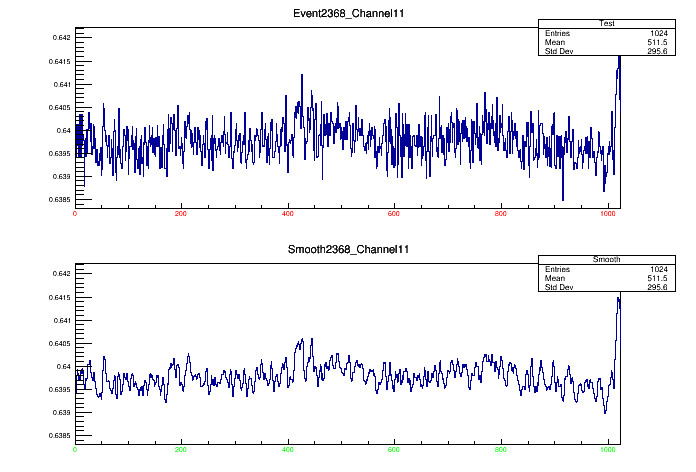 Event2368_Channel11
Test
Entries 1024
Mean 511.5
Std Dev 295.6
0.642
0.6415
0.641
0.6405
0.64
0.6395
0.639
0.6385
0 200 400 600 800 1000
Smooth2368_Channel11
Smooth
Entries 1024
Mean 511.5
Std Dev 295.6
0.642
0.6415
0.641
0.6405
0.64
0.6395
0.639
0.6385
0 200 400 600 800 1000